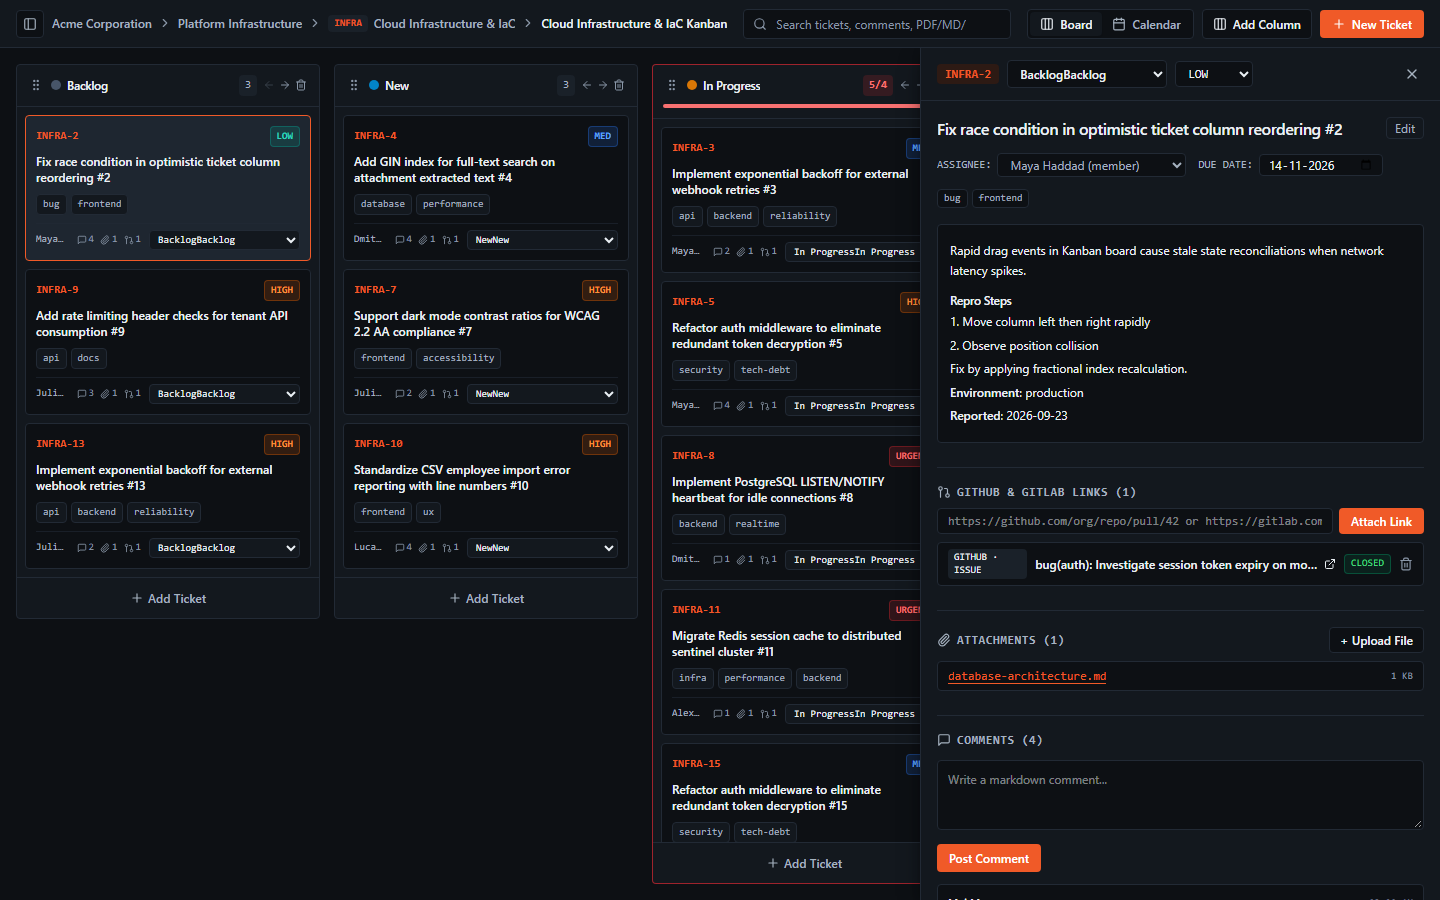 Acme Corporation > Platform Infrastructure > INFRA Cloud Infrastructure & IaC > Cloud Infrastructure & IaC Kanban
Search tickets, comments, PDF/MD/
Board
Calendar
Add Column
+ New Ticket
Backlog
3
INFRA-2
LOW
Fix race condition in optimistic ticket column
reordering #2
bug
frontend
Maya...
4
1
1
BacklogBacklog
INFRA-9
HIGH
Add rate limiting header checks for tenant API
consumption #9
api
docs
Juli...
3
1
1
BacklogBacklog
INFRA-13
HIGH
Implement exponential backoff for external
webhook retries #13
api
backend
reliability
Juli...
2
1
1
BacklogBacklog
+ Add Ticket
New
3
INFRA-4
MED
Add GIN index for full-text search on
attachment extracted text #4
database
performance
Dmit...
4
1
1
NewNew
INFRA-7
HIGH
Support dark mode contrast ratios for WCAG
2.2 AA compliance #7
frontend
accessibility
Juli...
2
1
1
NewNew
INFRA-10
HIGH
Standardize CSV employee import error
reporting with line numbers #10
frontend
ux
Luca...
4
1
1
NewNew
+ Add Ticket
In Progress
5/4
INFRA-3
Implement exponential backoff for external
webhook retries #3
api
backend
reliability
Maya...
2
1
1
In ProgressIn Progress
INFRA-5
Refactor auth middleware to eliminate
redundant token decryption #5
security
tech-debt
Maya...
4
1
1
In ProgressIn Progress
INFRA-8
Implement PostgreSQL LISTEN/NOTIFY
heartbeat for idle connections #8
backend
realtime
Dmit...
1
1
1
In ProgressIn Progress
INFRA-11
Migrate Redis session cache to distributed
sentinel cluster #11
infra
performance
backend
Alex...
1
1
1
In ProgressIn Progress
INFRA-15
Refactor auth middleware to eliminate
redundant token decryption #15
security
tech-debt
+ Add Ticket
INFRA-2
BacklogBacklog
LOW
Fix race condition in optimistic ticket column reordering #2
Edit
ASSIGNEE:
Maya Haddad (member)
DUE DATE:
14-11-2026
bug
frontend
Rapid drag events in Kanban board cause stale state reconciliations when network
latency spikes.
Repro Steps
1. Move column left then right rapidly
2. Observe position collision
Fix by applying fractional index recalculation.
Environment: production
Reported: 2026-09-23
GITHUB & GITLAB LINKS (1)
https://github.com/org/repo/pull/42 or https://gitlab.com
Attach Link
GITHUB ·
ISSUE
bug(auth): Investigate session token expiry on mo...
CLOSED
ATTACHMENTS (1)
+ Upload File
database-architecture.md
1 KB
COMMENTS (4)
Write a markdown comment...
Post Comment